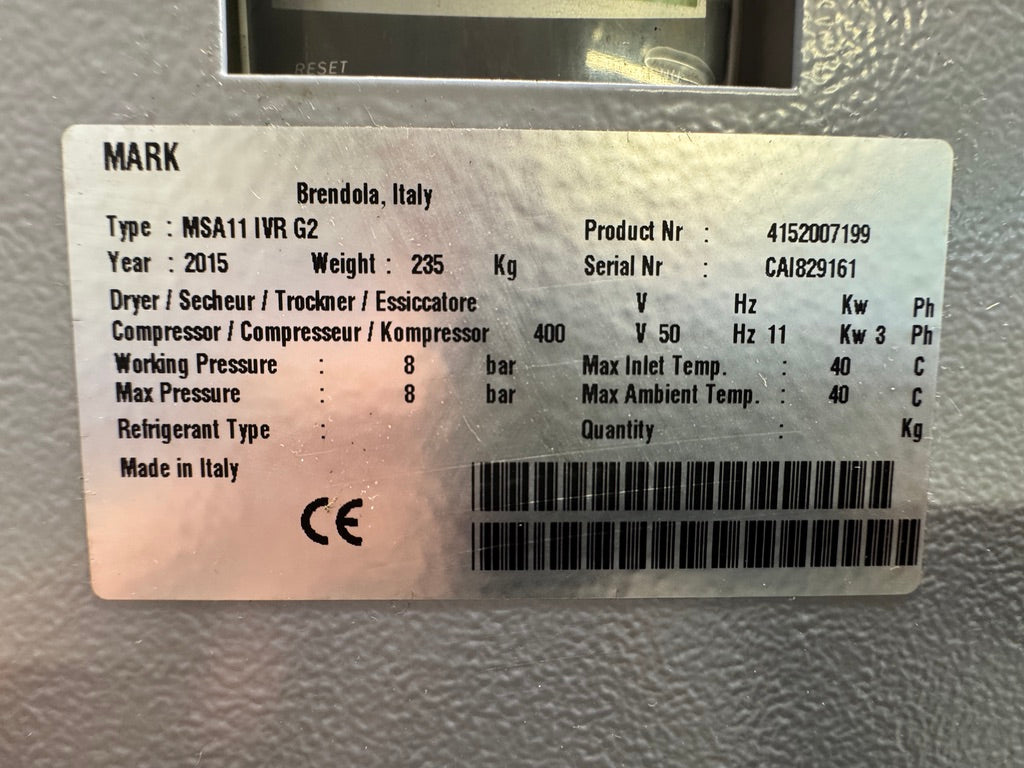 RESET
MARK
Brendola, Italy
Type : MSA11 IVR G2 Product Nr : 4152007199
Year : 2015 Weight : 235 Kg Serial Nr : CAI829161
Dryer / Secheur / Trockner / Essiccatore V Hz Kw Ph
Compressor / Compresseur / Kompressor 400 V 50 Hz 11 Kw 3 Ph
Working Pressure : 8 bar Max Inlet Temp. : 40 C
Max Pressure : 8 bar Max Ambient Temp. : 40 C
Refrigerant Type : Quantity : Kg
Made in Italy
CE